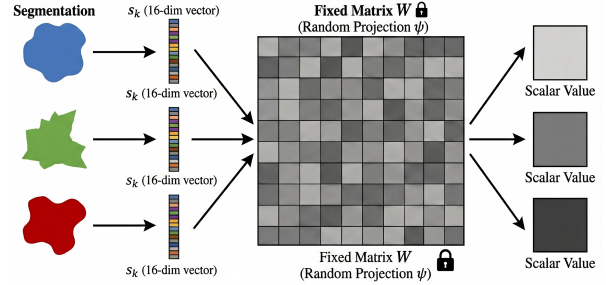 Segmentation
s_k (16-dim vector)
Fixed Matrix W
(Random Projection ψ)
s_k (16-dim vector)
Scalar Value
s_k (16-dim vector)
Scalar Value
s_k (16-dim vector)
Fixed Matrix W
(Random Projection ψ)
Scalar Value